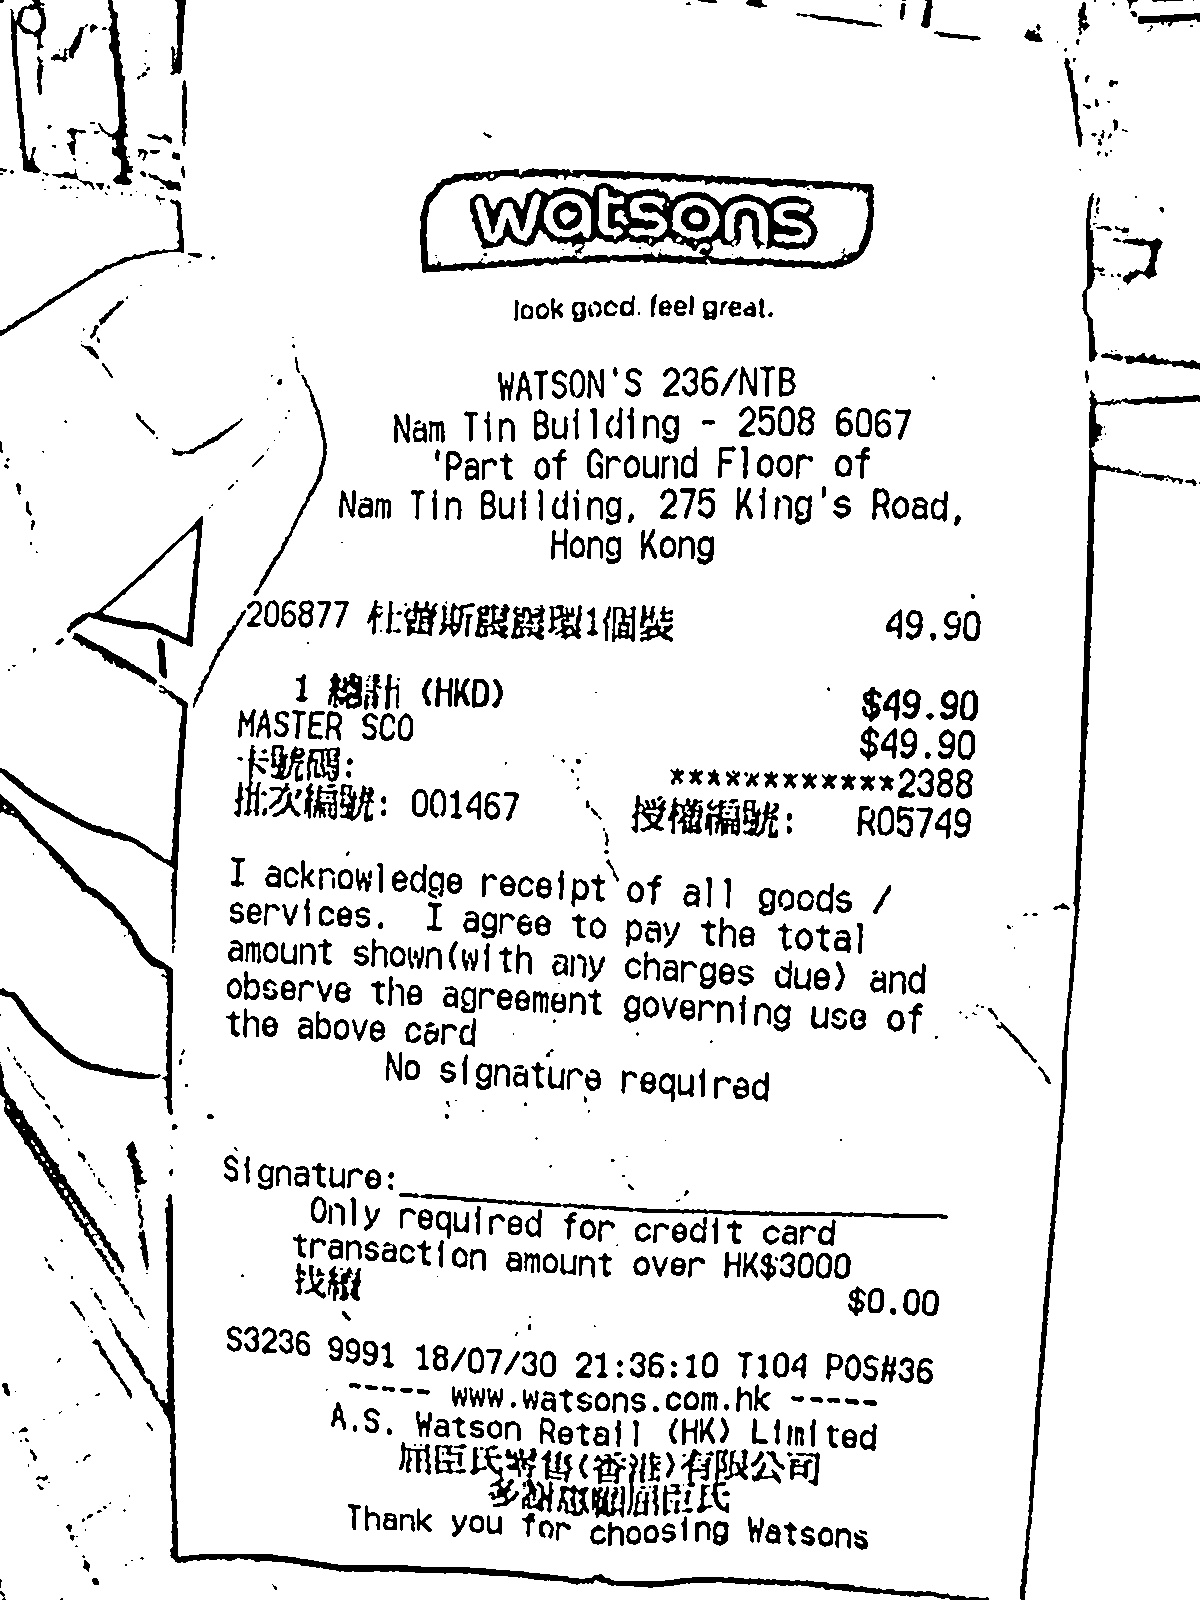 watsons
look good. feel great.
WATSON'S 236/NTB
Nam Tin Building - 2508 6067
'Part of Ground Floor of
Nam Tin Building, 275 King's Road,
Hong Kong
206877 杜蕾斯震震環1個裝 49.90
1 總計 (HKD) $49.90
MASTER SCO $49.90
卡號碼: ************2388
批次編號: 001467 授權編號: R05749
I acknowledge receipt of all goods /
services. I agree to pay the total
amount shown(with any charges due) and
observe the agreement governing use of
the above card
No signature required
Signature:
Only required for credit card
transaction amount over HK$3000
找續 $0.00
S3236 9991 18/07/30 21:36:10 T104 POS#36
----- www.watsons.com.hk -----
A.S. Watson Retail (HK) Limited
屈臣氏零售(香港)有限公司
多謝惠顧屈臣氏
Thank you for choosing Watsons